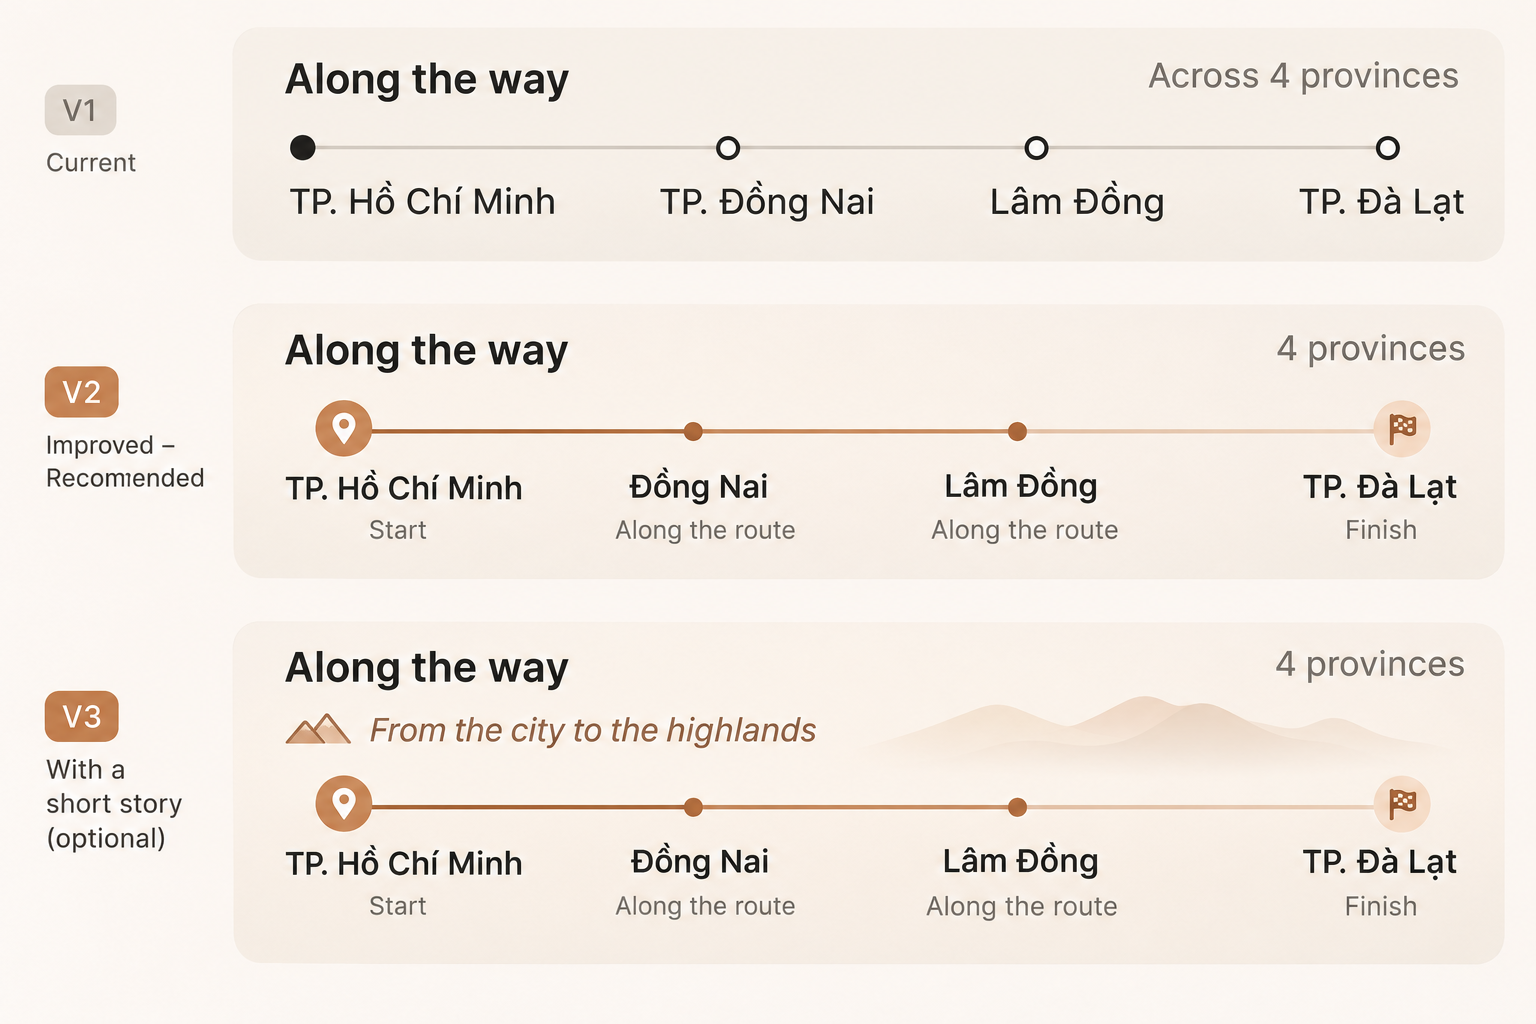 V1
Current
Along the way
Across 4 provinces
TP. Hồ Chí Minh
TP. Đồng Nai
Lâm Đồng
TP. Đà Lạt
V2
Improved –
Recommended
Along the way
4 provinces
TP. Hồ Chí Minh
Đồng Nai
Lâm Đồng
TP. Đà Lạt
Start
Along the route
Along the route
Finish
V3
With a
short story
(optional)
Along the way
4 provinces
From the city to the highlands
TP. Hồ Chí Minh
Đồng Nai
Lâm Đồng
TP. Đà Lạt
Start
Along the route
Along the route
Finish